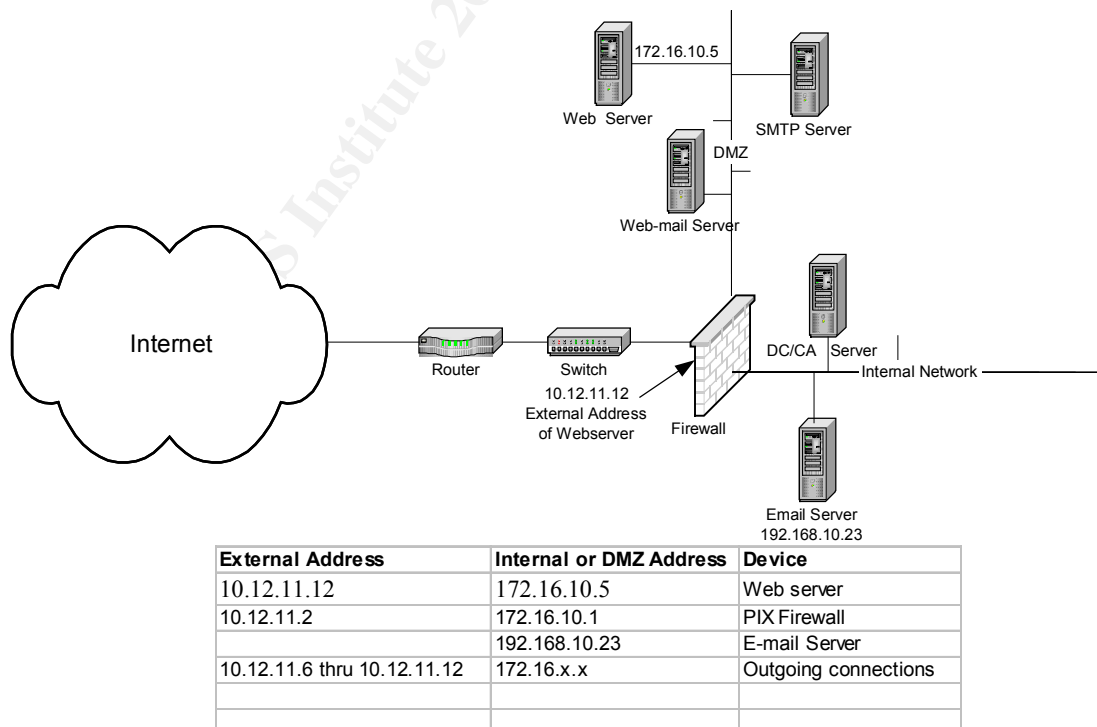 S Institute 20
172.16.10.5
Web Server
SMTP Server
DMZ
Web-mail Server
Internet
Router
Switch
10.12.11.12
External Address
of Webserver
Firewall
DC/CA Server
Internal Network
Email Server
192.168.10.23
External Address Internal or DMZ Address Device
10.12.11.12 172.16.10.5 Web server
10.12.11.2 172.16.10.1 PIX Firewall
192.168.10.23 E-mail Server
10.12.11.6 thru 10.12.11.12 172.16.x.x Outgoing connections